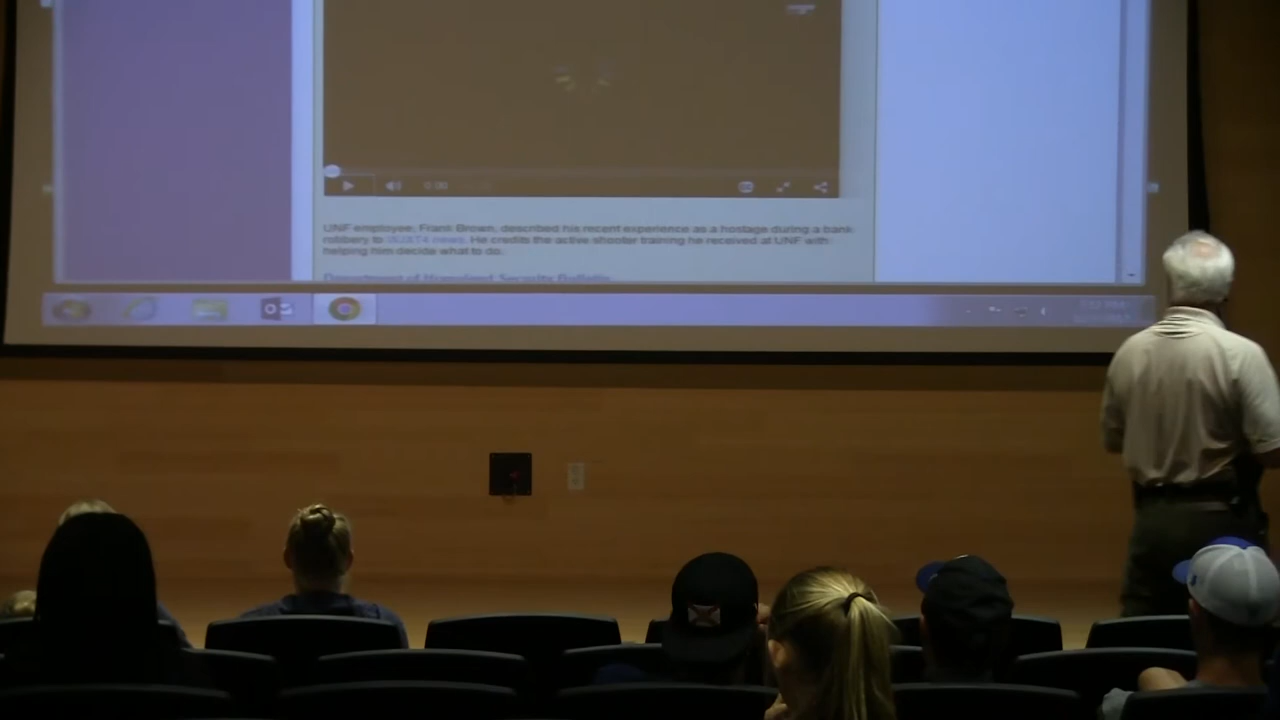 0:00
UNF employee, Frank Brown, described his recent experience as a hostage during a bank
robbery to WJXT4 news. He credits the active shooter training he received at UNF with
helping him decide what to do.
Department of Homeland Security Bulletin